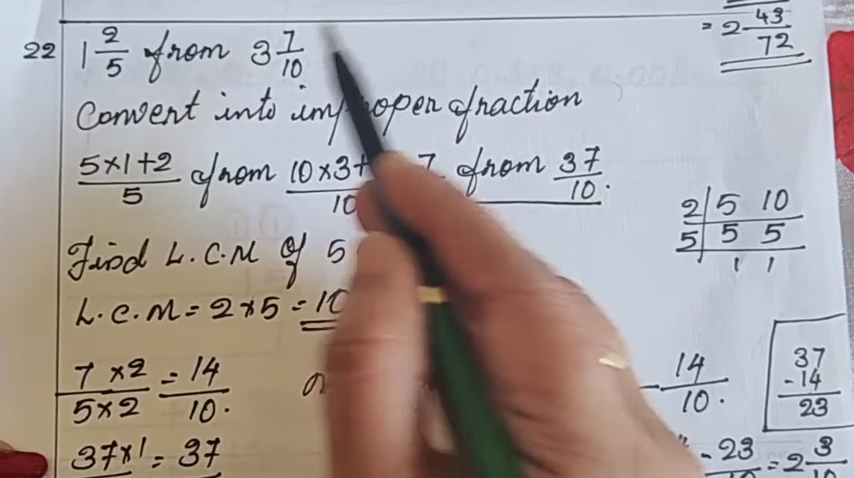 = 2 43/72
22 1 2/5 from 3 7/10
Convert into improper fraction
5×1+2/5 from 10×3+ 7 from 37/10.
2 5 10
5 5 5
1 1
Find L.C.M of 5
L.C.M = 2×5 = 10
7×2/5×2 = 14/10.
- 14/10.
37
-14
23
37×1 = 37
- 23/10 = 2 3/10